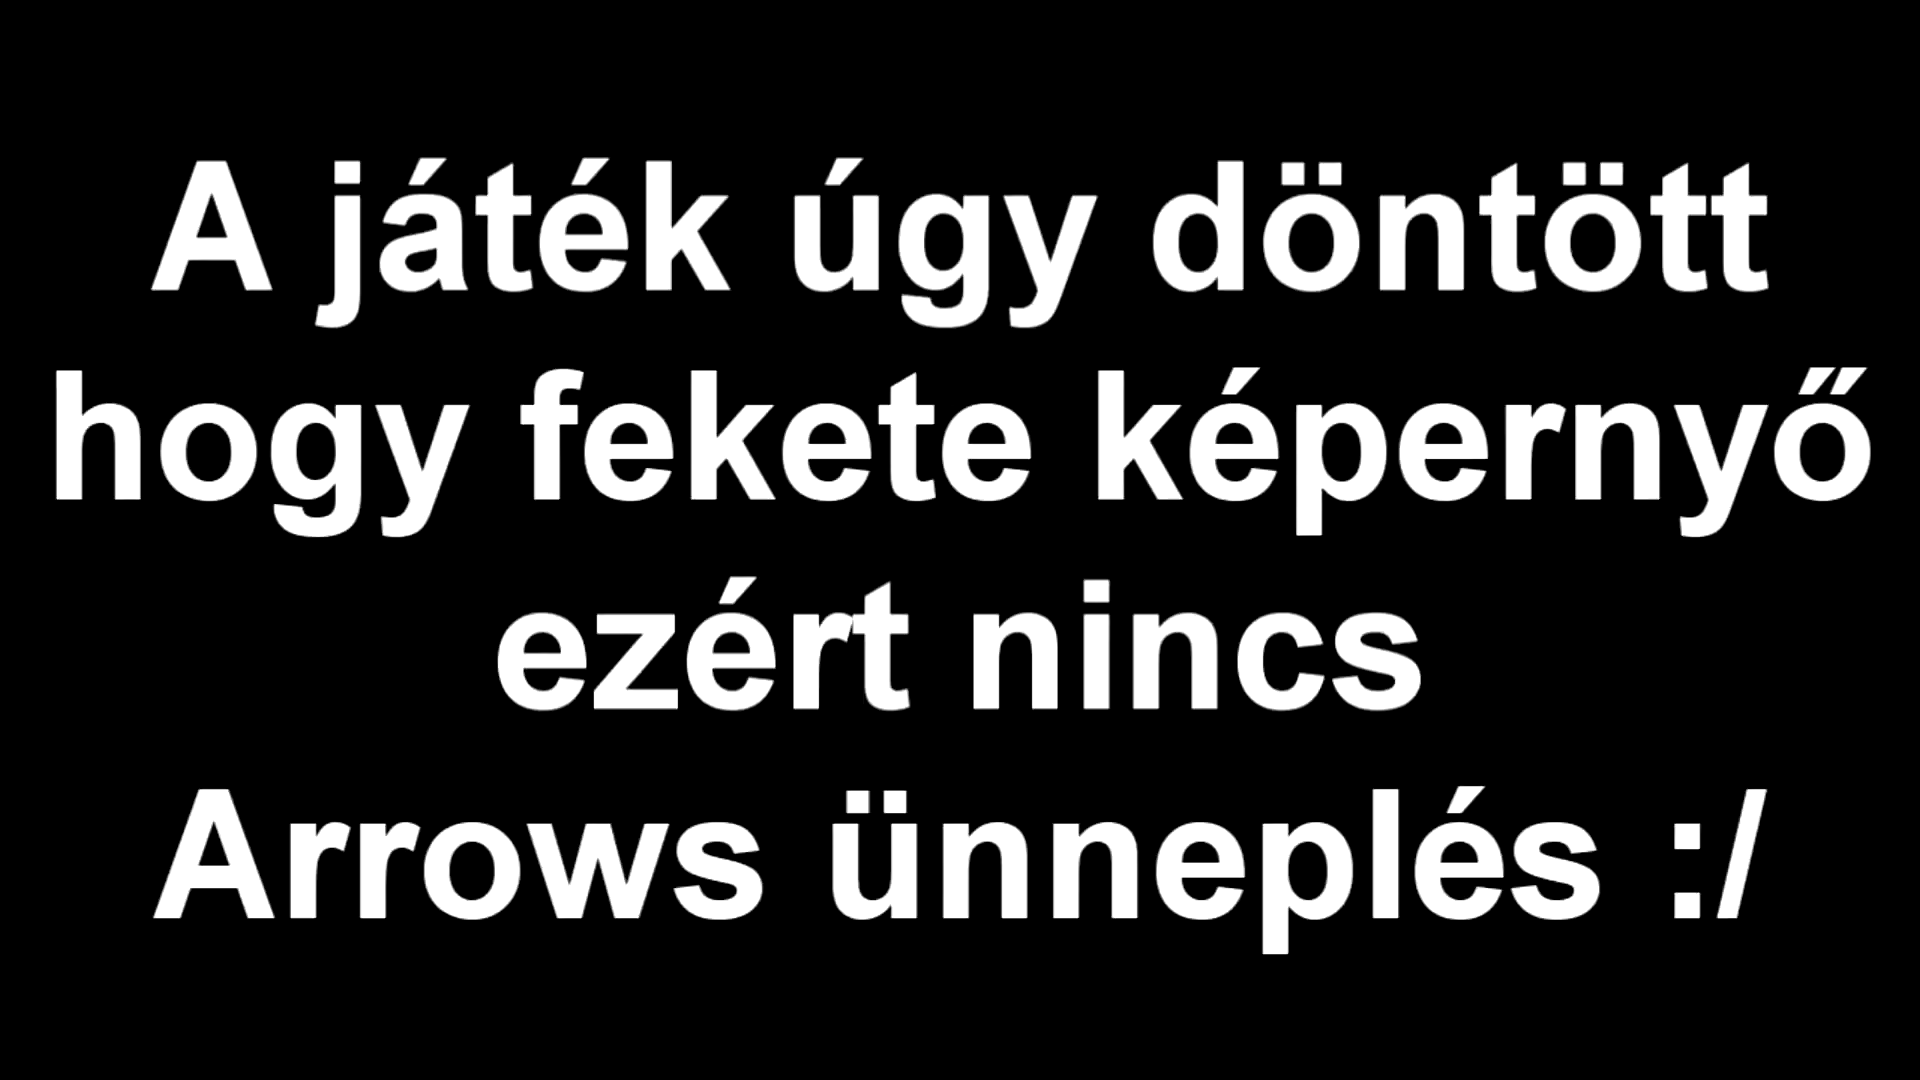 A játék úgy döntött
hogy fekete képernyő
ezért nincs
Arrows ünneplés :/